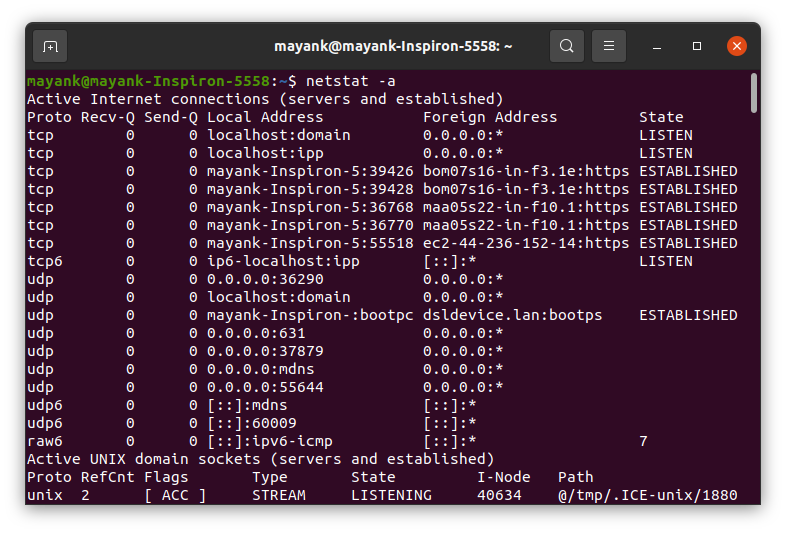 mayank@mayank-Inspiron-5558: ~
mayank@mayank-Inspiron-5558:~$ netstat -a
Active Internet connections (servers and established)
Proto Recv-Q Send-Q Local Address           Foreign Address         State
tcp        0      0 localhost:domain        0.0.0.0:*               LISTEN
tcp        0      0 localhost:ipp           0.0.0.0:*               LISTEN
tcp        0      0 mayank-Inspiron-5:39426 bom07s16-in-f3.1e:https ESTABLISHED
tcp        0      0 mayank-Inspiron-5:39428 bom07s16-in-f3.1e:https ESTABLISHED
tcp        0      0 mayank-Inspiron-5:36768 maa05s22-in-f10.1:https ESTABLISHED
tcp        0      0 mayank-Inspiron-5:36770 maa05s22-in-f10.1:https ESTABLISHED
tcp        0      0 mayank-Inspiron-5:55518 ec2-44-236-152-14:https ESTABLISHED
tcp6       0      0 ip6-localhost:ipp       [::]:*                  LISTEN
udp        0      0 0.0.0.0:36290           0.0.0.0:*
udp        0      0 localhost:domain        0.0.0.0:*
udp        0      0 mayank-Inspiron-:bootpc dsldevice.lan:bootps    ESTABLISHED
udp        0      0 0.0.0.0:631             0.0.0.0:*
udp        0      0 0.0.0.0:37879           0.0.0.0:*
udp        0      0 0.0.0.0:mdns            0.0.0.0:*
udp        0      0 0.0.0.0:55644           0.0.0.0:*
udp6       0      0 [::]:mdns               [::]:*
udp6       0      0 [::]:60009              [::]:*
raw6       0      0 [::]:ipv6-icmp          [::]:*                  7
Active UNIX domain sockets (servers and established)
Proto RefCnt Flags       Type       State         I-Node   Path
unix  2      [ ACC ]     STREAM     LISTENING     40634    @/tmp/.ICE-unix/1880